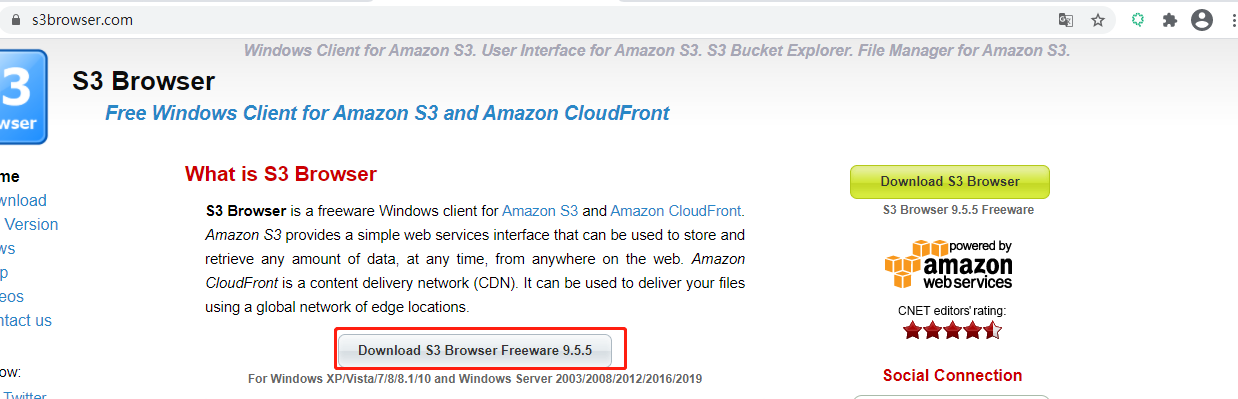 s3browser.com
Windows Client for Amazon S3. User Interface for Amazon S3. S3 Bucket Explorer. File Manager for Amazon S3.
3
wser
S3 Browser
Free Windows Client for Amazon S3 and Amazon CloudFront
me
wnload
Version
ws
p
eos
ntact us
ow:
Twitter
What is S3 Browser
S3 Browser is a freeware Windows client for Amazon S3 and Amazon CloudFront.
Amazon S3 provides a simple web services interface that can be used to store and
retrieve any amount of data, at any time, from anywhere on the web. Amazon
CloudFront is a content delivery network (CDN). It can be used to deliver your files
using a global network of edge locations.
Download S3 Browser Freeware 9.5.5
For Windows XP/Vista/7/8/8.1/10 and Windows Server 2003/2008/2012/2016/2019
Download S3 Browser
S3 Browser 9.5.5 Freeware
powered by
amazon
web services
CNET editors' rating:
Social Connection